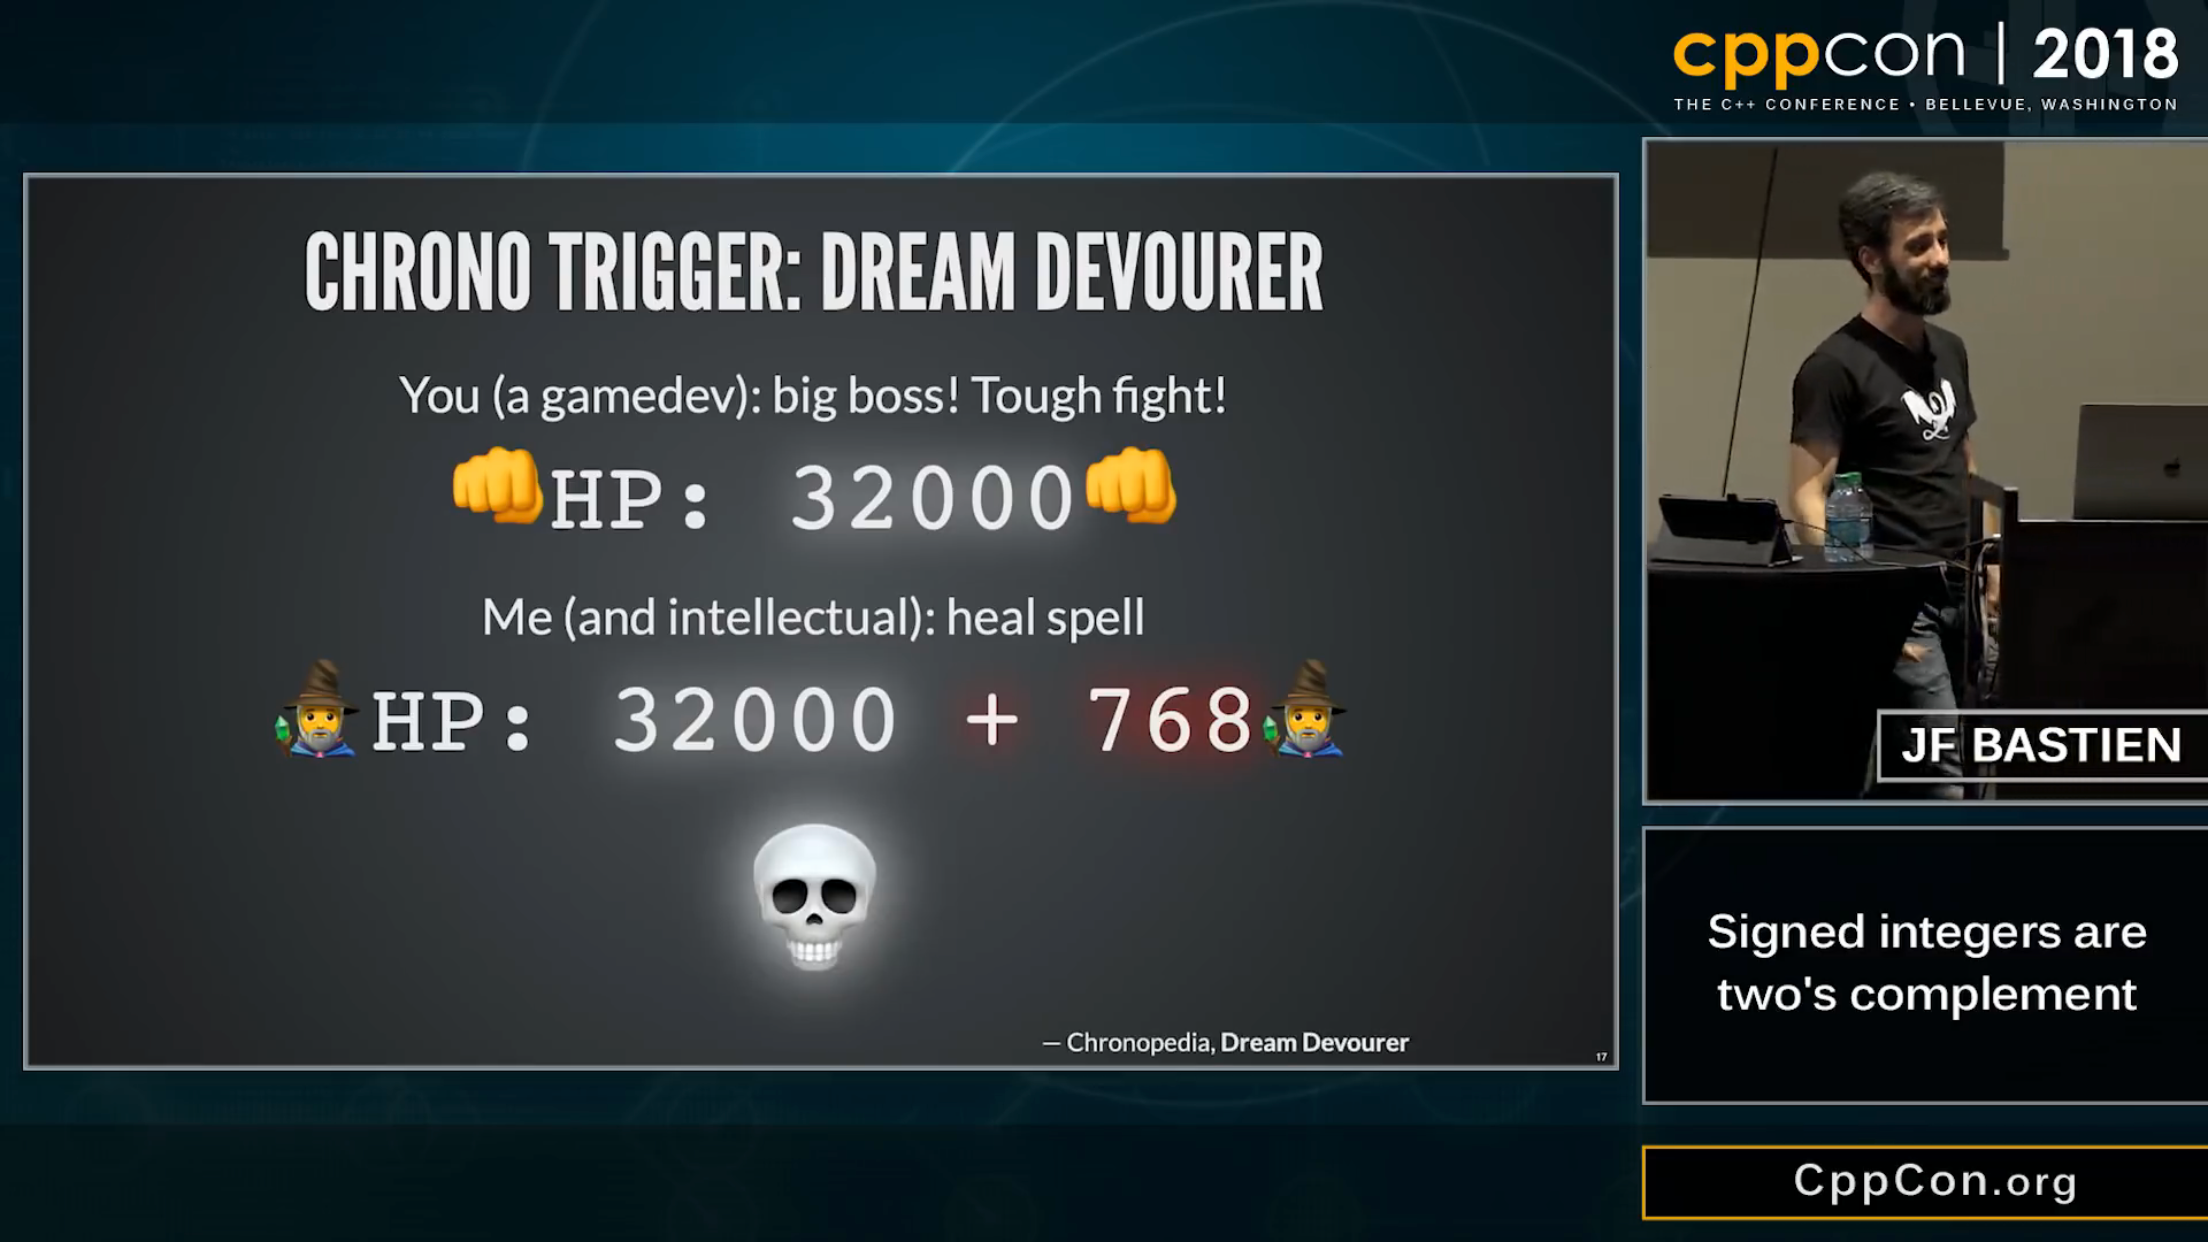 cppcon | 2018
THE C++ CONFERENCE • BELLEVUE, WASHINGTON
CHRONO TRIGGER: DREAM DEVOURER
You (a gamedev): big boss! Tough fight!
HP: 32000
Me (and intellectual): heal spell
HP: 32000 + 768
— Chronopedia, Dream Devourer
17
JF BASTIEN
Signed integers are
two's complement
CppCon.org